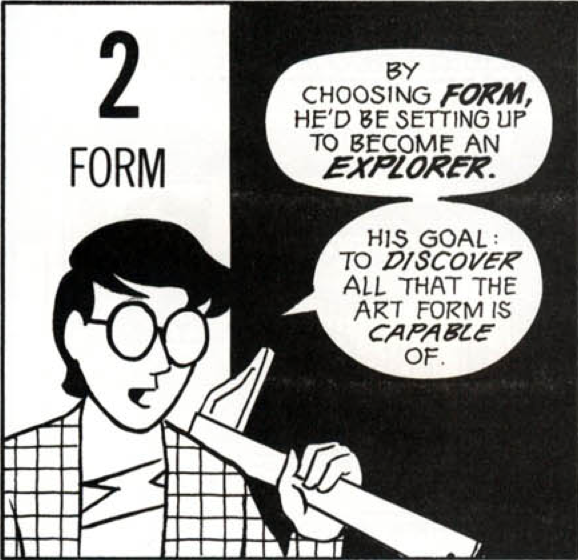 2
FORM
BY
CHOOSING FORM,
HE'D BE SETTING UP
TO BECOME AN
EXPLORER.
HIS GOAL:
TO DISCOVER
ALL THAT THE
ART FORM IS
CAPABLE
OF.